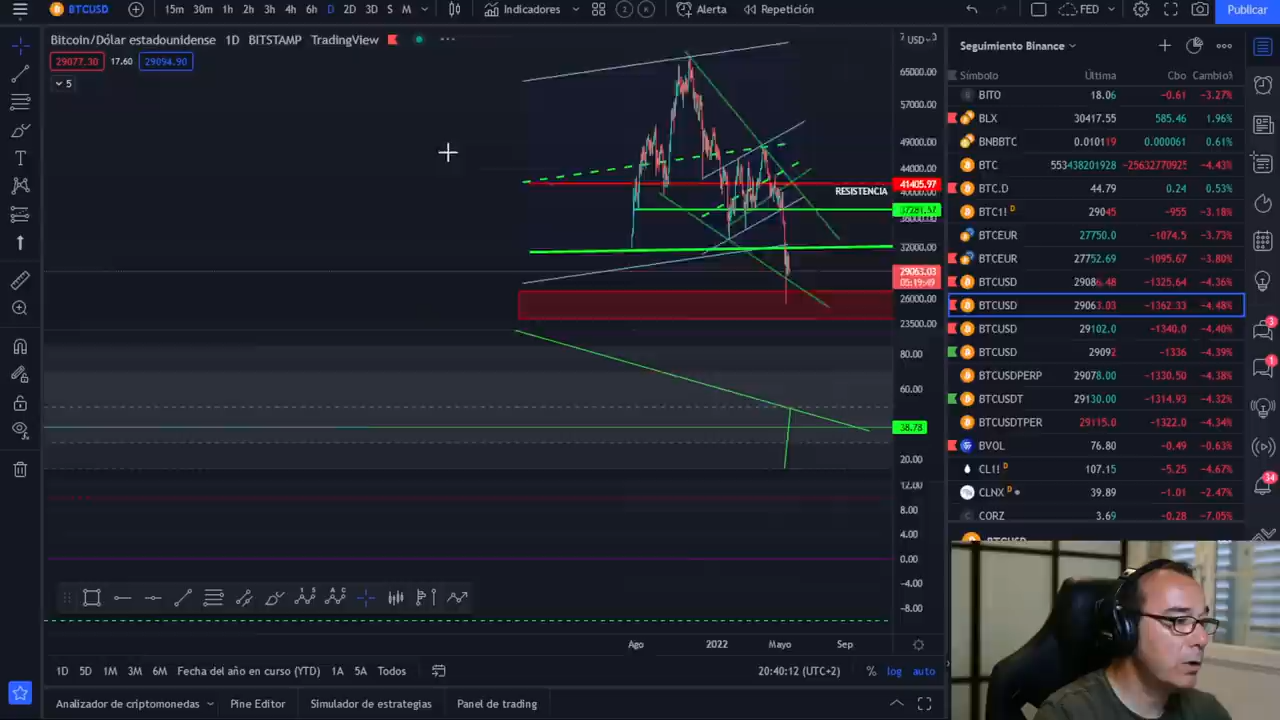 BTCUSD 15m 30m 1h 2h 3h 4h 6h D 2D 3D S M Indicadores Alerta Repetición FED Publicar
Bitcoin/Dólar estadounidense 1D BITSTAMP TradingView
29077.30 17.60 29094.90
5
USD
65000.00
57000.00
49000.00
44000.00
41405.97
RESISTENCIA
37281.57
32000.00
29063.03
05:19:49
26000.00
23500.00
80.00
60.00
38.78
20.00
12.00
8.00
4.00
0.00
-4.00
-8.00
Ago 2022 Mayo Sep
1D 5D 1M 3M 6M Fecha del año en curso (YTD) 1A 5A Todos 20:40:12 (UTC+2) % log auto
Analizador de criptomonedas Pine Editor Simulador de estrategias Panel de trading
Seguimiento Binance
Símbolo Última Cbo Cambio%
BITO 18.06 -0.61 -3.27%
BLX 30417.55 585.46 1.96%
BNBBTC 0.010119 0.000061 0.61%
BTC 553438201928 -25632770925 -4.43%
BTC.D 44.79 0.24 0.53%
BTC1! D 29045 -955 -3.18%
BTCEUR 27750.0 -1074.5 -3.73%
BTCEUR 27752.69 -1095.67 -3.80%
BTCUSD 29086.48 -1325.64 -4.36%
BTCUSD 29063.03 -1362.33 -4.48%
BTCUSD 29102.0 -1340.0 -4.40%
BTCUSD 29092 -1336 -4.39%
BTCUSDPERP 29078.00 -1330.50 -4.38%
BTCUSDT 29130.00 -1314.93 -4.32%
BTCUSDTPER 29115.0 -1322.0 -4.34%
BVOL 76.80 -0.49 -0.63%
CL1! D 107.15 -5.25 -4.67%
CLNX D 39.89 -1.01 -2.47%
CORZ 3.69 -0.28 -7.05%
3
1
34